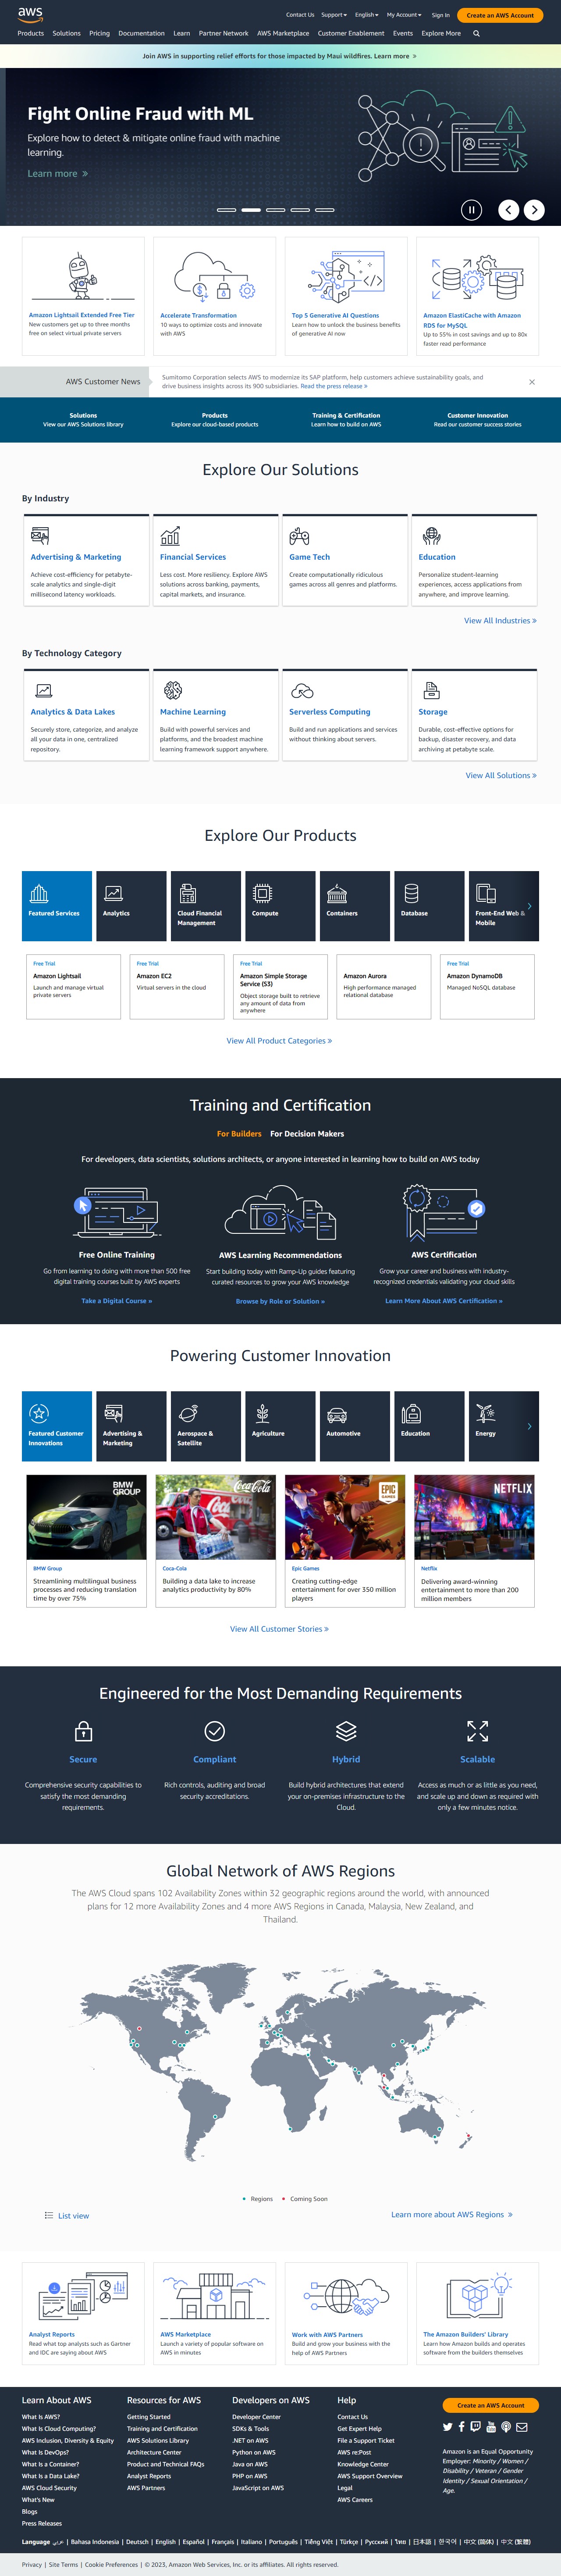 aws
Contact Us Support English My Account Sign In Create an AWS Account
Products Solutions Pricing Documentation Learn Partner Network AWS Marketplace Customer Enablement Events Explore More
Join AWS in supporting relief efforts for those impacted by Maui wildfires. Learn more »
Fight Online Fraud with ML
Explore how to detect & mitigate online fraud with machine
learning.
Learn more »
Amazon Lightsail Extended Free Tier
New customers get up to three months
free on select virtual private servers
Accelerate Transformation
10 ways to optimize costs and innovate
with AWS
Top 5 Generative AI Questions
Learn how to unlock the business benefits
of generative AI now
Amazon ElastiCache with Amazon
RDS for MySQL
Up to 55% in cost savings and up to 80x
faster read performance
AWS Customer News
Sumitomo Corporation selects AWS to modernize its SAP platform, help customers achieve sustainability goals, and
drive business insights across its 900 subsidiaries. Read the press release »
Solutions
View our AWS Solutions library
Products
Explore our cloud-based products
Training & Certification
Learn how to build on AWS
Customer Innovation
Read our customer success stories
Explore Our Solutions
By Industry
Advertising & Marketing
Achieve cost-efficiency for petabyte-
scale analytics and single-digit
millisecond latency workloads.
Financial Services
Less cost. More resiliency. Explore AWS
solutions across banking, payments,
capital markets, and insurance.
Game Tech
Create computationally ridiculous
games across all genres and platforms.
Education
Personalize student-learning
experiences, access applications from
anywhere, and improve learning.
View All Industries »
By Technology Category
Analytics & Data Lakes
Securely store, categorize, and analyze
all your data in one, centralized
repository.
Machine Learning
Build with powerful services and
platforms, and the broadest machine
learning framework support anywhere.
Serverless Computing
Build and run applications and services
without thinking about servers.
Storage
Durable, cost-effective options for
backup, disaster recovery, and data
archiving at petabyte scale.
View All Solutions »
Explore Our Products
Featured Services
Analytics
Cloud Financial
Management
Compute
Containers
Database
Front-End Web &
Mobile
Free Trial
Amazon Lightsail
Launch and manage virtual
private servers
Free Trial
Amazon EC2
Virtual servers in the cloud
Free Trial
Amazon Simple Storage
Service (S3)
Object storage built to retrieve
any amount of data from
anywhere
Amazon Aurora
High performance managed
relational database
Free Trial
Amazon DynamoDB
Managed NoSQL database
View All Product Categories »
Training and Certification
For Builders For Decision Makers
For developers, data scientists, solutions architects, or anyone interested in learning how to build on AWS today
Free Online Training
Go from learning to doing with more than 500 free
digital training courses built by AWS experts
Take a Digital Course »
AWS Learning Recommendations
Start building today with Ramp-Up guides featuring
curated resources to grow your AWS knowledge
Browse by Role or Solution »
AWS Certification
Grow your career and business with industry-
recognized credentials validating your cloud skills
Learn More About AWS Certification »
Powering Customer Innovation
Featured Customer
Innovations
Advertising &
Marketing
Aerospace &
Satellite
Agriculture
Automotive
Education
Energy
BMW
GROUP
BMW Group
Streamlining multilingual business
processes and reducing translation
time by over 75%
Coca-Cola
Coca-Cola
Building a data lake to increase
analytics productivity by 80%
EPIC
GAMES
Epic Games
Creating cutting-edge
entertainment for over 350 million
players
NETFLIX
Netflix
Delivering award-winning
entertainment to more than 200
million members
View All Customer Stories »
Engineered for the Most Demanding Requirements
Secure
Comprehensive security capabilities to
satisfy the most demanding
requirements.
Compliant
Rich controls, auditing and broad
security accreditations.
Hybrid
Build hybrid architectures that extend
your on-premises infrastructure to the
Cloud.
Scalable
Access as much or as little as you need,
and scale up and down as required with
only a few minutes notice.
Global Network of AWS Regions
The AWS Cloud spans 102 Availability Zones within 32 geographic regions around the world, with announced
plans for 12 more Availability Zones and 4 more AWS Regions in Canada, Malaysia, New Zealand, and
Thailand.
Regions Coming Soon
List view
Learn more about AWS Regions »
Analyst Reports
Read what top analysts such as Gartner
and IDC are saying about AWS
AWS Marketplace
Launch a variety of popular software on
AWS in minutes
Work with AWS Partners
Build and grow your business with the
help of AWS Partners
The Amazon Builders' Library
Learn how Amazon builds and operates
software from the builders themselves
Learn About AWS
What Is AWS?
What Is Cloud Computing?
AWS Inclusion, Diversity & Equity
What Is DevOps?
What Is a Container?
What Is a Data Lake?
AWS Cloud Security
What's New
Blogs
Press Releases
Resources for AWS
Getting Started
Training and Certification
AWS Solutions Library
Architecture Center
Product and Technical FAQs
Analyst Reports
AWS Partners
Developers on AWS
Developer Center
SDKs & Tools
.NET on AWS
Python on AWS
Java on AWS
PHP on AWS
JavaScript on AWS
Help
Contact Us
Get Expert Help
File a Support Ticket
AWS re:Post
Knowledge Center
AWS Support Overview
Legal
AWS Careers
Create an AWS Account
Amazon is an Equal Opportunity
Employer: Minority / Women /
Disability / Veteran / Gender
Identity / Sexual Orientation /
Age.
Language عربي | Bahasa Indonesia | Deutsch | English | Español | Français | Italiano | Português | Tiếng Việt | Türkçe | Ρусский | ไทย | 日本語 | 한국어 | 中文 (简体) | 中文 (繁體)
Privacy | Site Terms | Cookie Preferences | © 2023, Amazon Web Services, Inc. or its affiliates. All rights reserved.